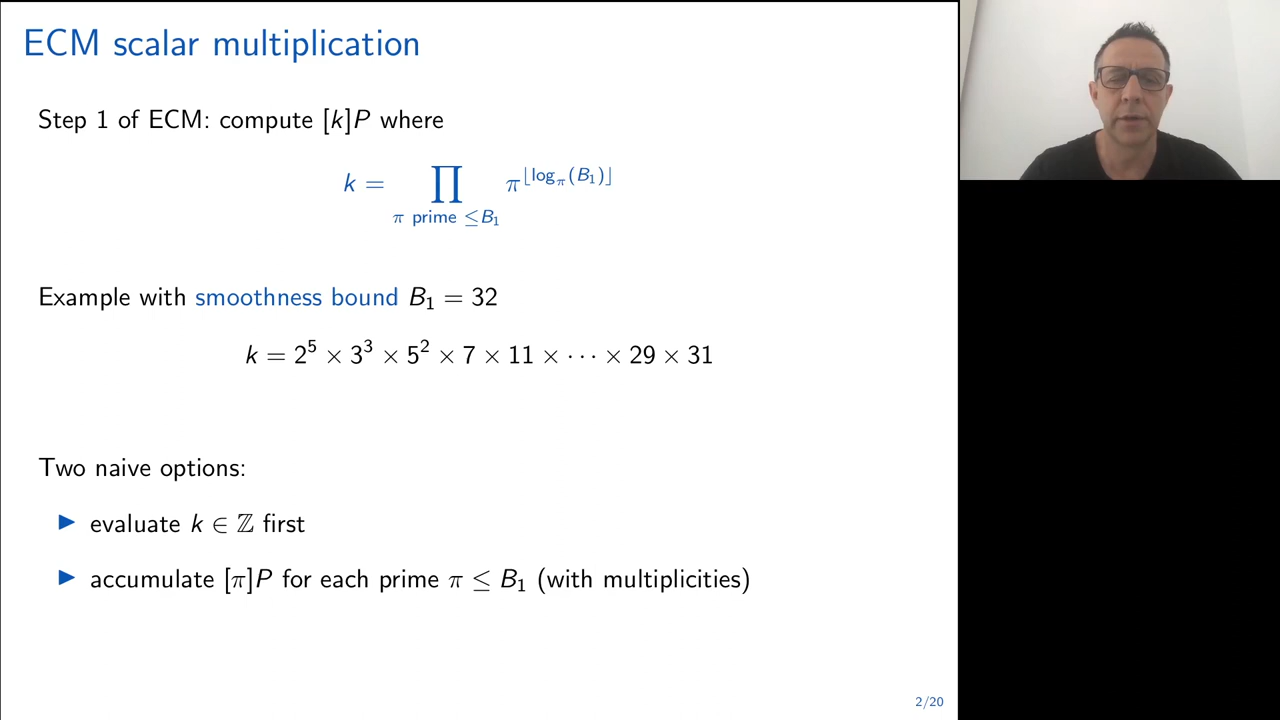 ECM scalar multiplication
Step 1 of ECM: compute [k]P where
k = ∏_{π prime ≤B₁} π^{⌊log_π(B₁)⌋}
Example with smoothness bound B₁ = 32
k = 2⁵ × 3³ × 5² × 7 × 11 × ··· × 29 × 31
Two naive options:
▶ evaluate k ∈ ℤ first
▶ accumulate [π]P for each prime π ≤ B₁ (with multiplicities)
2/20